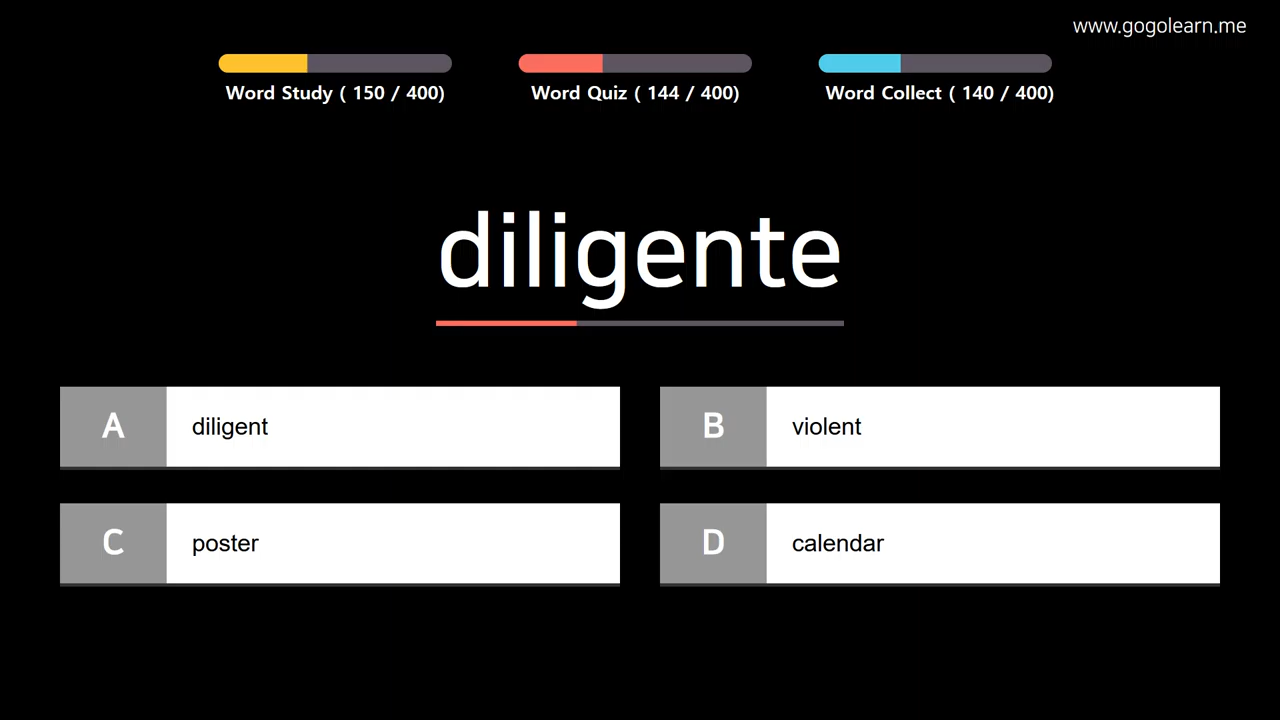 www.gogolearn.me
Word Study ( 150 / 400)
Word Quiz ( 144 / 400)
Word Collect ( 140 / 400)
diligente
A diligent
B violent
C poster
D calendar